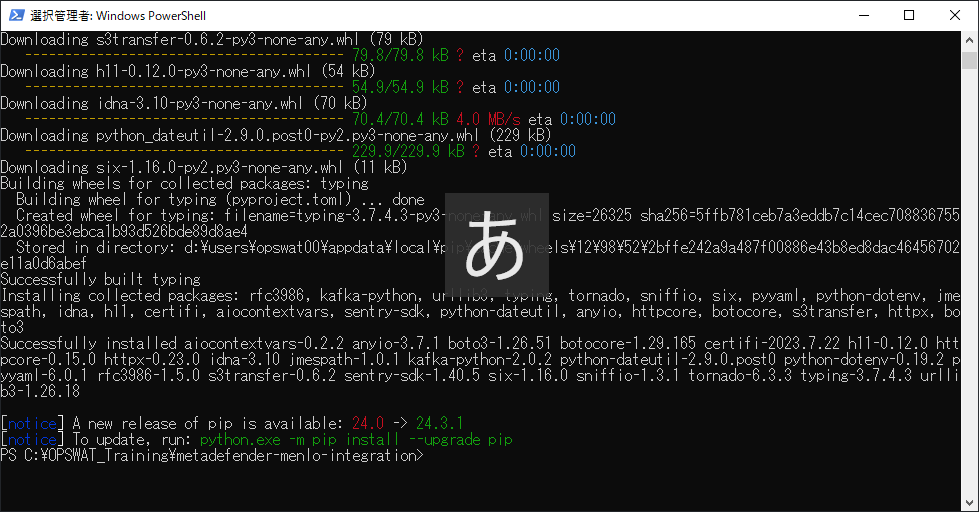 選択管理者: Windows PowerShell
Downloading s3transfer-0.6.2-py3-none-any.whl (79 kB)
---------------------------------------- 79.8/79.8 kB ? eta 0:00:00
Downloading h11-0.12.0-py3-none-any.whl (54 kB)
---------------------------------------- 54.9/54.9 kB ? eta 0:00:00
Downloading idna-3.10-py3-none-any.whl (70 kB)
---------------------------------------- 70.4/70.4 kB 4.0 MB/s eta 0:00:00
Downloading python_dateutil-2.9.0.post0-py2.py3-none-any.whl (229 kB)
---------------------------------------- 229.9/229.9 kB ? eta 0:00:00
Downloading six-1.16.0-py2.py3-none-any.whl (11 kB)
Building wheels for collected packages: typing
Building wheel for typing (pyproject.toml) ... done
Created wheel for typing: filename=typing-3.7.4.3-py3-none-any.whl size=26325 sha256=5ffb781ceb7a3eddb7c14cec708836755
2a0396be3ebca1b93d526bde89d8ae4
Stored in directory: d:¥users¥opswat00¥appdata¥local¥pip¥ wheels¥12¥98¥52¥2bffe242a9a487f00886e43b8ed8dac46456702
e11a0d6abef
Successfully built typing
Installing collected packages: rfc3986, kafka-python, urllib3, typing, tornado, sniffio, six, pyyaml, python-dotenv, jme
spath, idna, h11, certifi, aiocontextvars, sentry-sdk, python-dateutil, anyio, httpcore, botocore, s3transfer, httpx, bo
to3
Successfully installed aiocontextvars-0.2.2 anyio-3.7.1 boto3-1.26.51 botocore-1.29.165 certifi-2023.7.22 h11-0.12.0 htt
pcore-0.15.0 httpx-0.23.0 idna-3.10 jmespath-1.0.1 kafka-python-2.0.2 python-dateutil-2.9.0.post0 python-dotenv-0.19.2 p
yyaml-6.0.1 rfc3986-1.5.0 s3transfer-0.6.2 sentry-sdk-1.40.5 six-1.16.0 sniffio-1.3.1 tornado-6.3.3 typing-3.7.4.3 urlli
b3-1.26.18
[notice] A new release of pip is available: 24.0 -> 24.3.1
[notice] To update, run: python.exe -m pip install --upgrade pip
PS C:¥OPSWAT_Training¥metadefender-menlo-integration>
あ